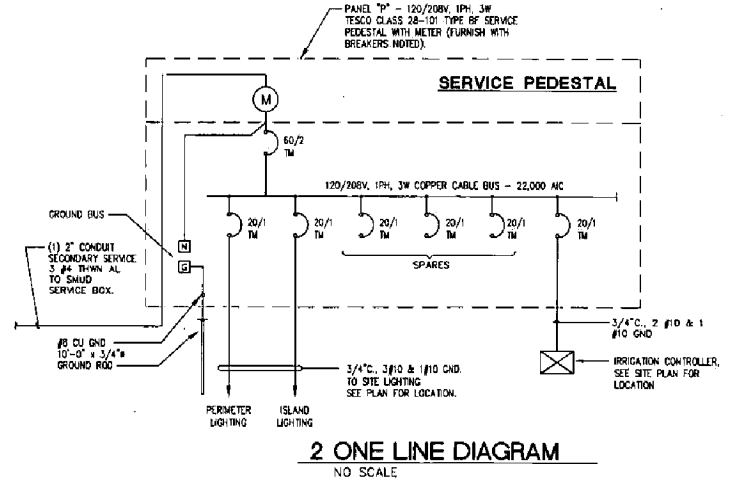 PANEL "P" - 120/208V, 1PH, 3W
TESCO CLASS 28-101 TYPE BF SERVICE
PEDESTAL WITH METER (FURNISH WITH
BREAKERS NOTED).
SERVICE PEDESTAL
M
60/2
TM
120/208V, 1PH, 3W COPPER CABLE BUS - 22,000 AIC
GROUND BUS
20/1
TM
20/1
TM
20/1
TM
20/1
TM
20/1
TM
20/1
TM
SPARES
N
G
(1) 2" CONDUIT
SECONDARY SERVICE
3 #4 THWN AL
TO SMUD
SERVICE BOX.
#8 CU GND
10'-0" x 3/4"ø
GROUND ROD
3/4"C., 2 #10 & 1
#10 GND
3/4"C., 3#10 & 1#10 GND.
TO SITE LIGHTING
SEE PLAN FOR LOCATION.
IRRIGATION CONTROLLER,
SEE SITE PLAN FOR
LOCATION
PERIMETER
LIGHTING
ISLAND
LIGHTING
2 ONE LINE DIAGRAM
NO SCALE